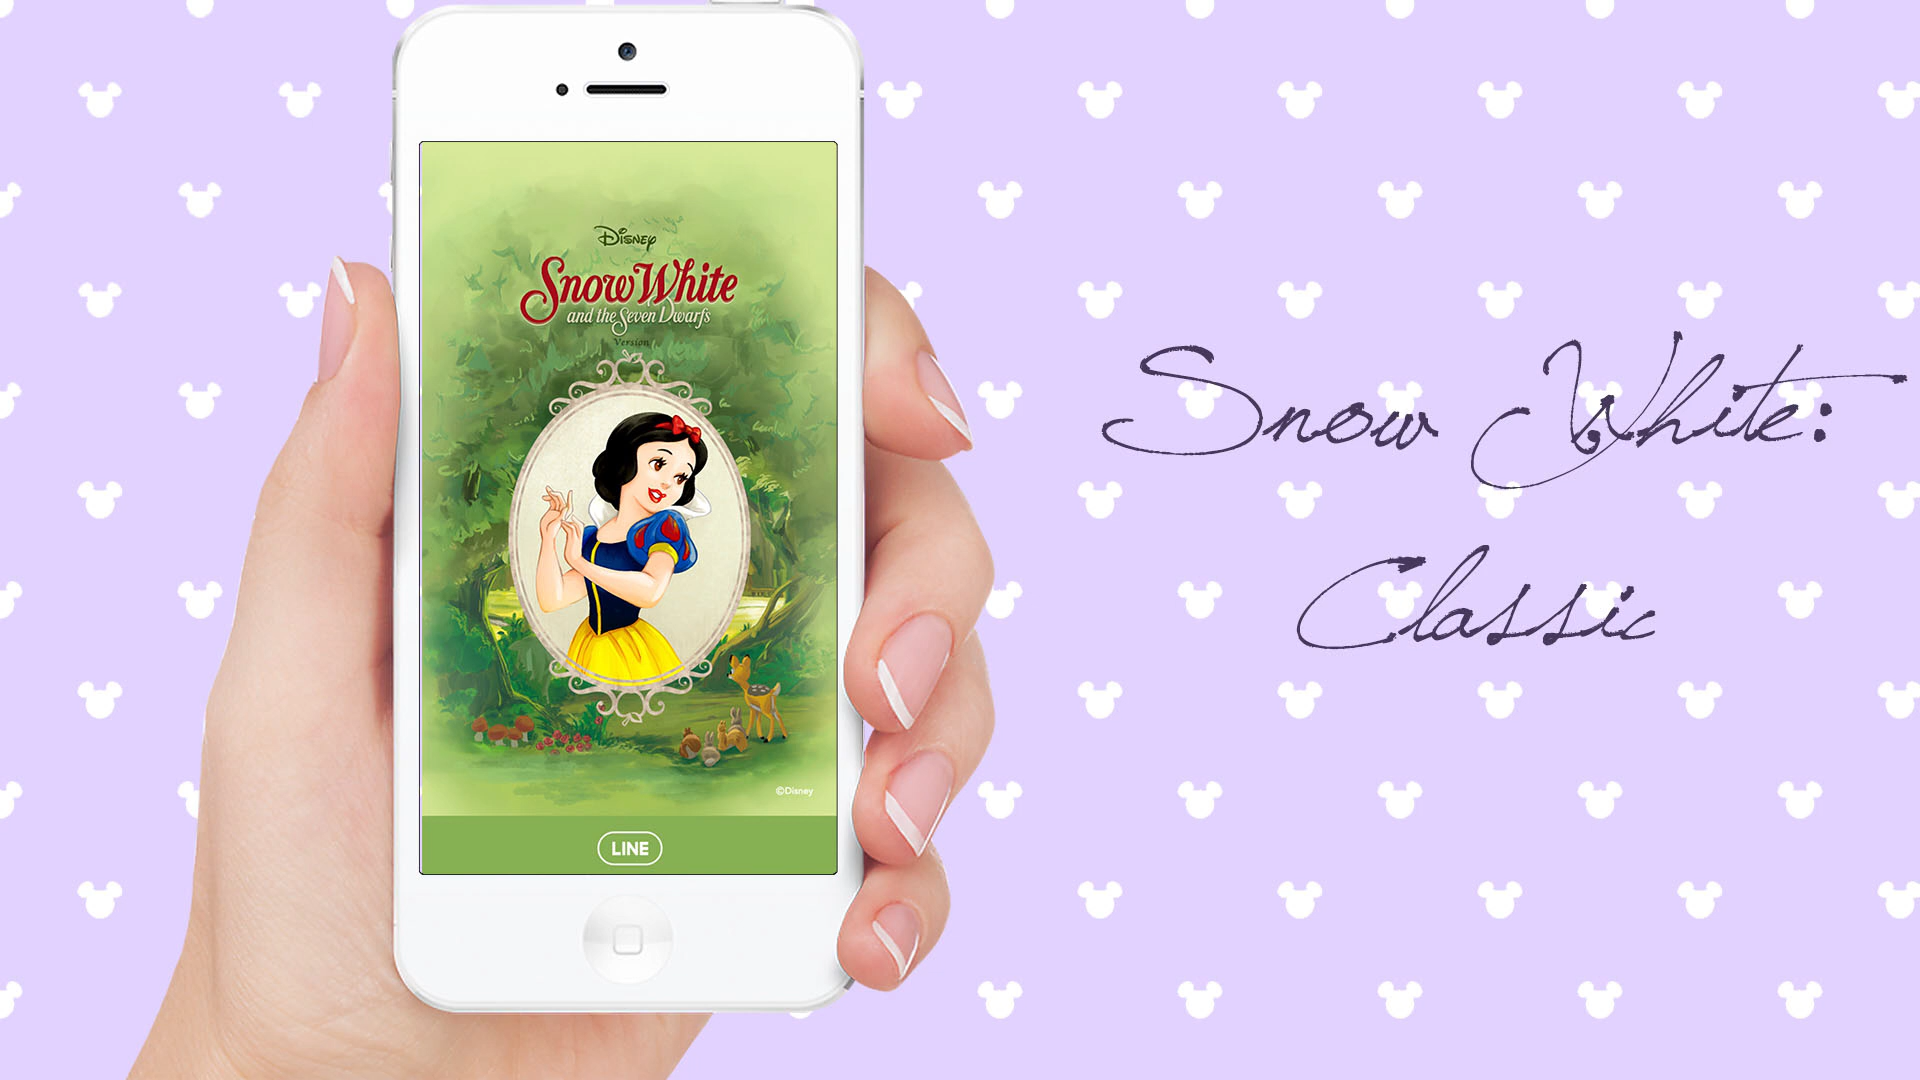 Disney
Snow White
and the Seven Dwarfs
Version
©Disney
LINE
Snow White:
Classic